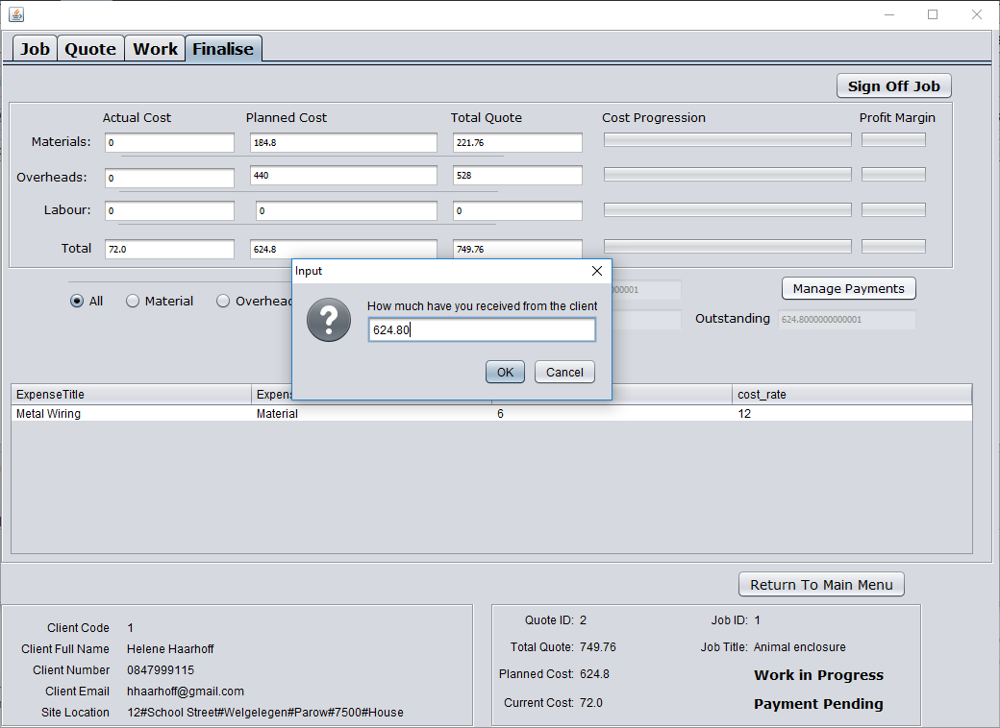 Job Quote Work Finalise
Sign Off Job
Actual Cost Planned Cost Total Quote Cost Progression Profit Margin
Materials: 0 184.8 221.76
Overheads: 0 440 528
Labour: 0 0 0
Total 72.0 624.8 749.76
Input
All Material Overhead
How much have you received from the client
624.80
OK Cancel
0001 Manage Payments
Outstanding 624.8000000000001
ExpenseTitle Expens cost_rate
Metal Wiring Material 6 12
Return To Main Menu
Client Code 1
Client Full Name Helene Haarhoff
Client Number 0847999115
Client Email hhaarhoff@gmail.com
Site Location 12#School Street#Welgelegen#Parow#7500#House
Quote ID: 2 Job ID: 1
Total Quote: 749.76 Job Title: Animal enclosure
Planned Cost: 624.8 Work in Progress
Current Cost: 72.0 Payment Pending